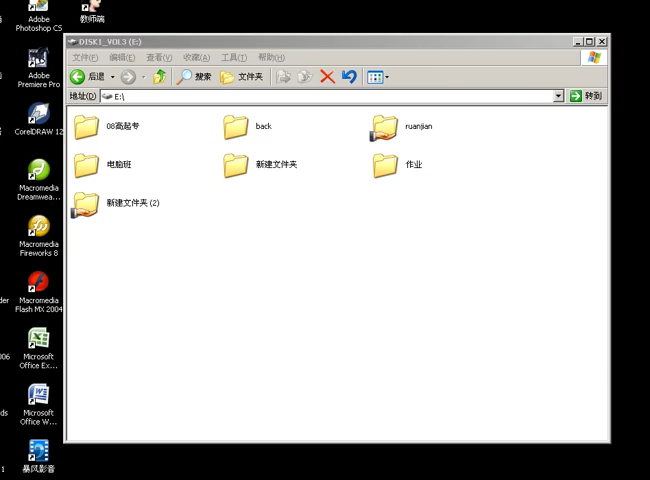 Adobe
Photoshop CS
教师端
DISK1_VOL3 (E:)
文件(F) 编辑(E) 查看(V) 收藏(A) 工具(T) 帮助(H)
Adobe
Premiere Pro
后退 搜索 文件夹
地址(D) E:\ 转到
CorelDRAW 12
08高起专 back ruanjian
电脑班 新建文件夹 作业
新建文件夹 (2)
Macromedia
Dreamwea...
Macromedia
Fireworks 8
der
Macromedia
Flash MX 2004
006
Microsoft
Office Ex...
ds
Microsoft
Office W...
1
暴风影音